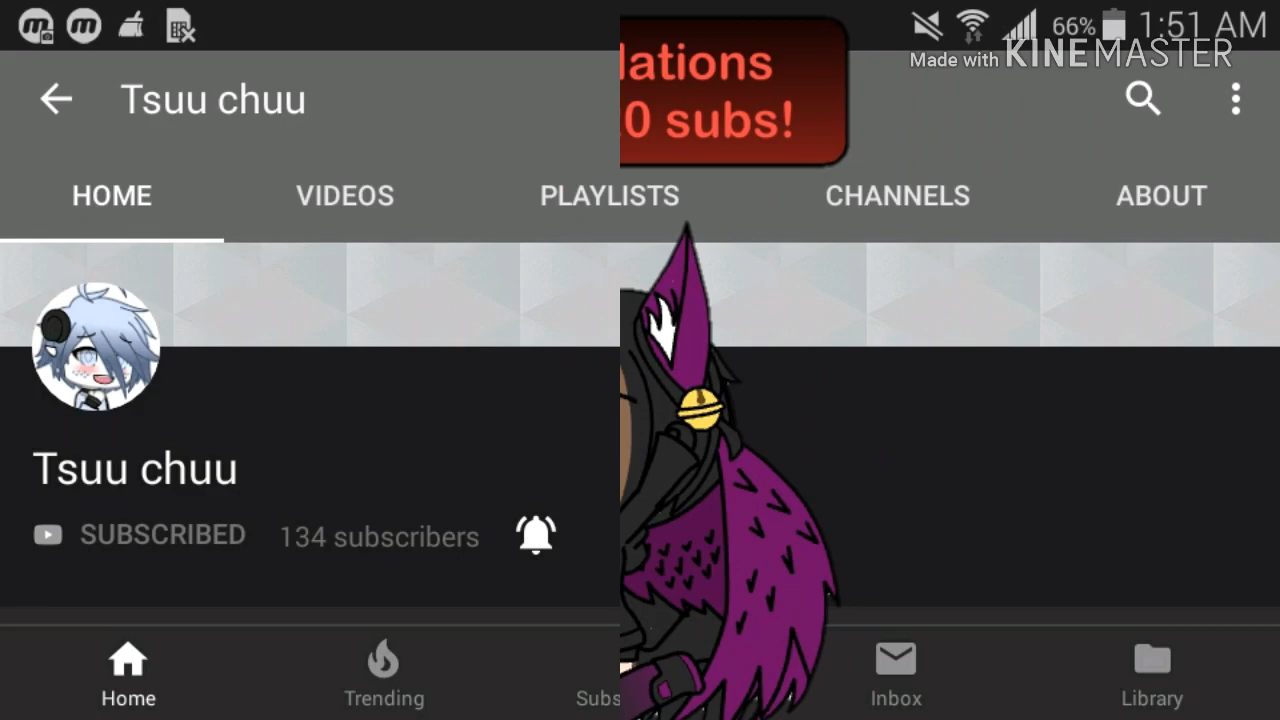 66% 1:51 AM
Made with KINEMASTER
lations
0 subs!
Tsuu chuu
HOME VIDEOS PLAYLISTS CHANNELS ABOUT
Tsuu chuu
SUBSCRIBED 134 subscribers
Home Trending Subs Inbox Library